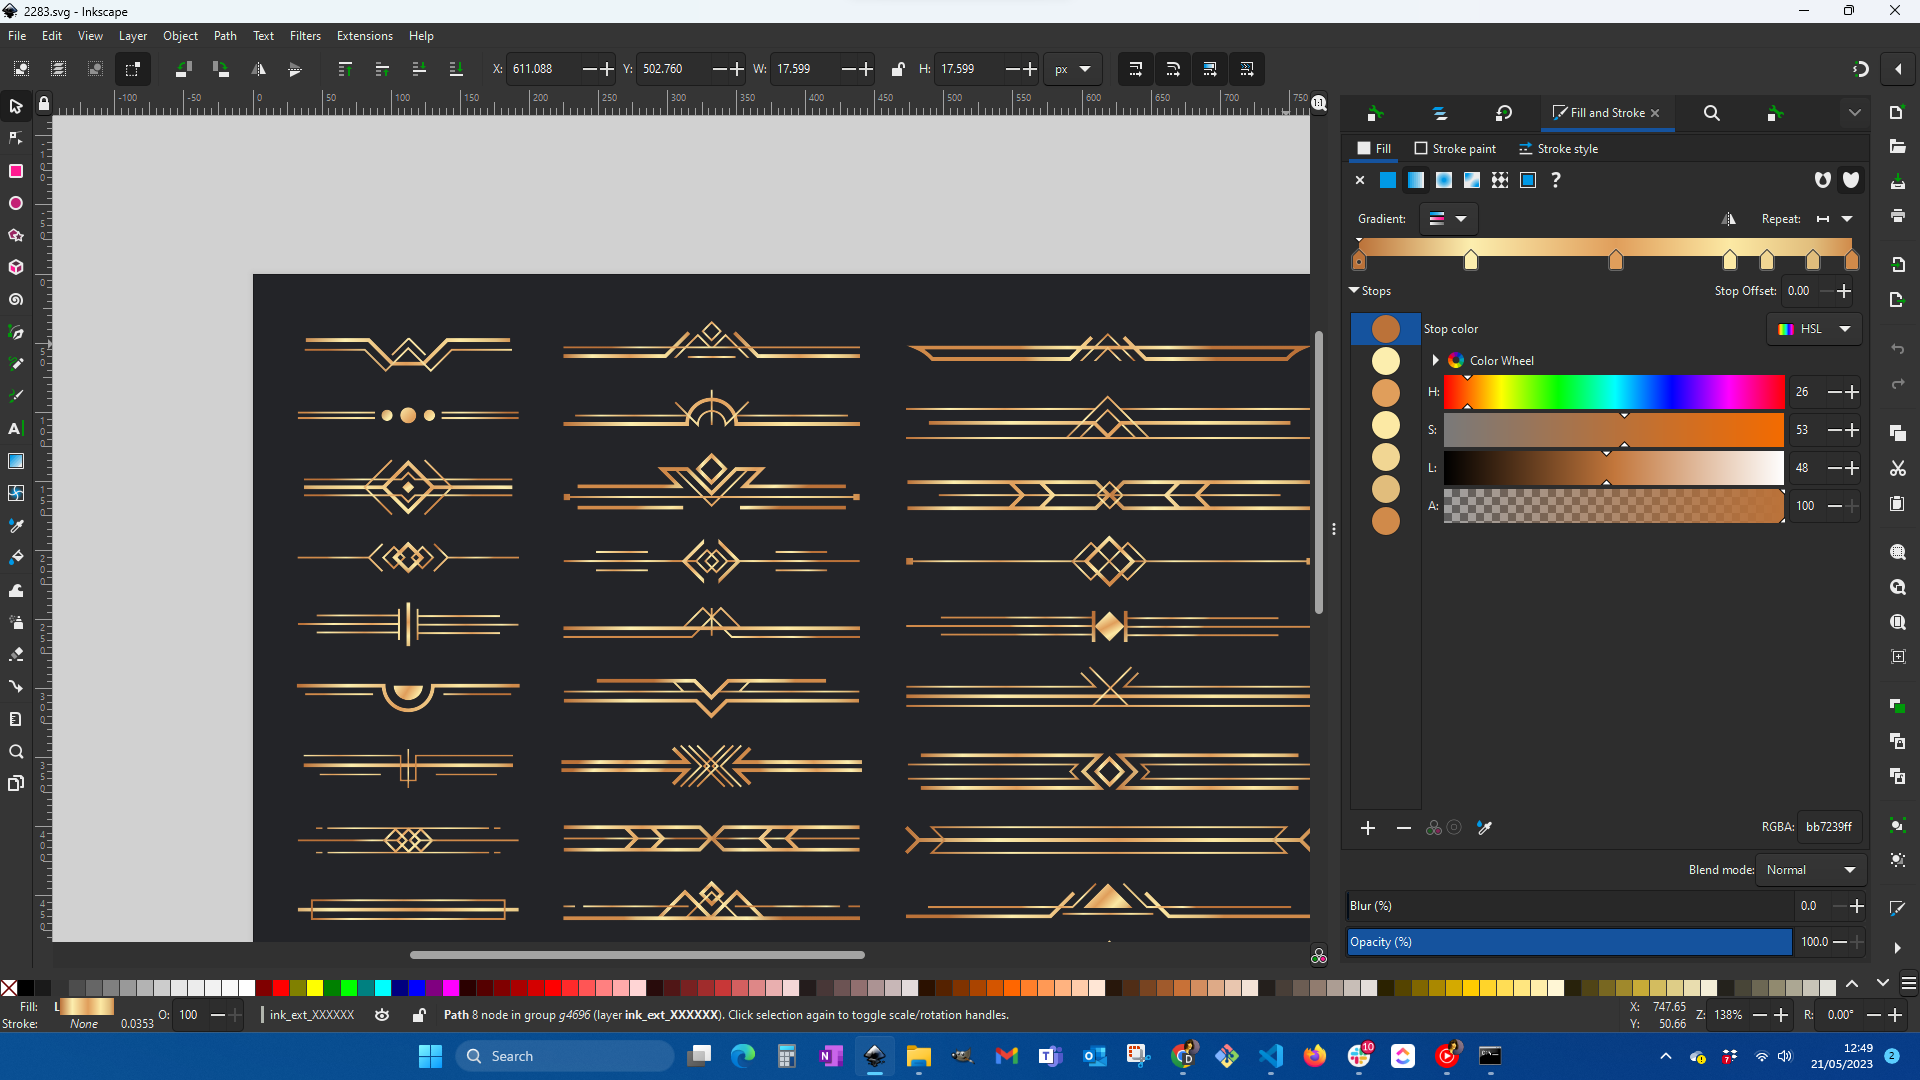 2283.svg - Inkscape
File Edit View Layer Object Path Text Filters Extensions Help
X: 611.088 Y: 502.760 W: 17.599 H: 17.599 px
-100 -50 0 50 100 150 200 250 300 350 400 450 500 550 600 650 700 750
1:1
Fill and Stroke
Fill Stroke paint Stroke style
?
Gradient: Repeat:
Stops Stop Offset: 0.00
Stop color HSL
Color Wheel
H: 26
S: 53
L: 48
A: 100
RGBA: bb7239ff
Blend mode: Normal
Blur (%) 0.0
Opacity (%) 100.0
Fill: L O: 100 ink_ext_XXXXXX Path 8 node in group g4696 (layer ink_ext_XXXXXX). Click selection again to toggle scale/rotation handles. X: 747.65 Z: 138% R: 0.00°
Stroke: None 0.0353 Y: 50.66
Search
10
7
12:49
21/05/2023
2